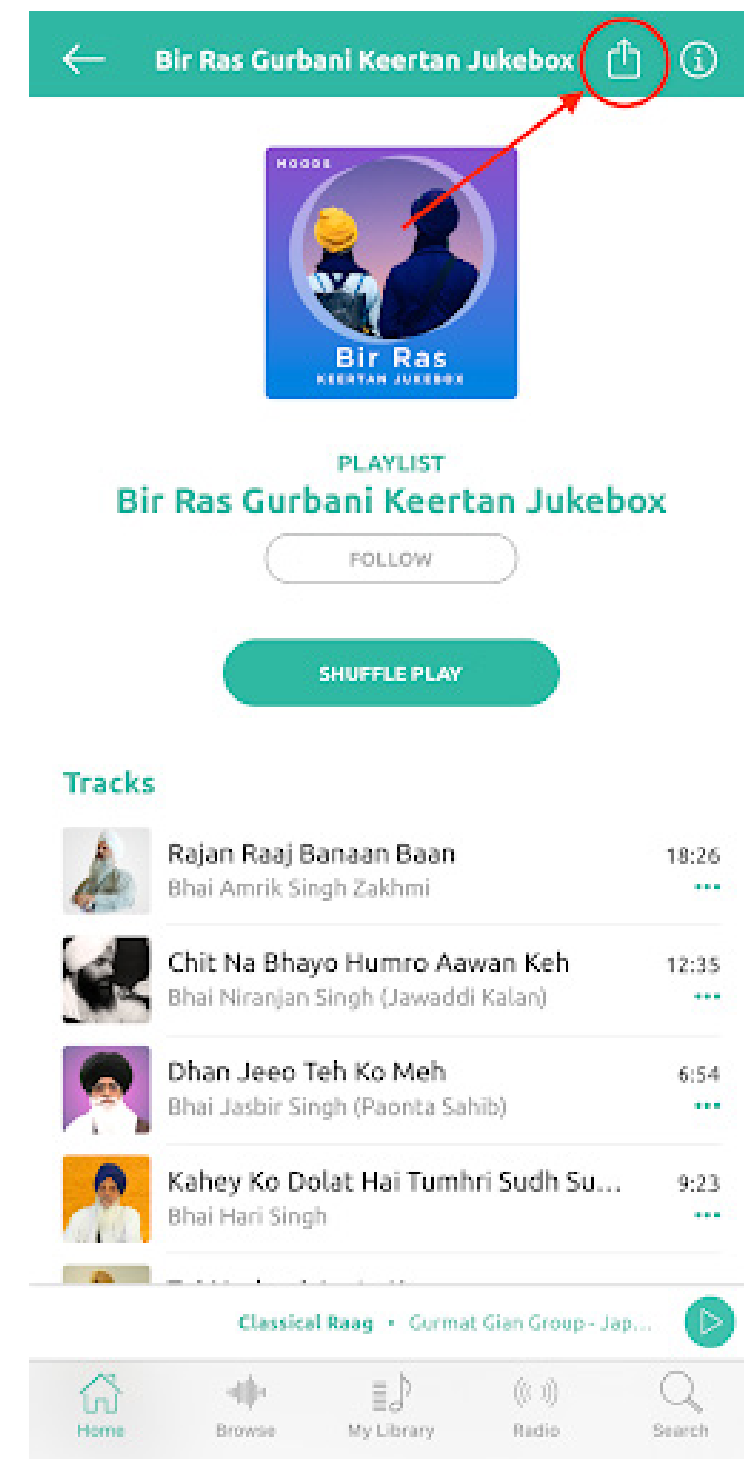 Bir Ras Gurbani Keertan Jukebox
MOODS
Bir Ras
KEERTAN JUKEBOX
PLAYLIST
Bir Ras Gurbani Keertan Jukebox
FOLLOW
SHUFFLE PLAY
Tracks
Rajan Raaj Banaan Baan 18:26
Bhai Amrik Singh Zakhmi
Chit Na Bhayo Humro Aawan Keh 12:35
Bhai Niranjan Singh (Jawaddi Kalan)
Dhan Jeeo Teh Ko Meh 6:54
Bhai Jasbir Singh (Paonta Sahib)
Kahey Ko Dolat Hai Tumhri Sudh Su... 9:23
Bhai Hari Singh
Classical Raag • Gurmat Gian Group - Jap...
Home Browse My Library Radio Search